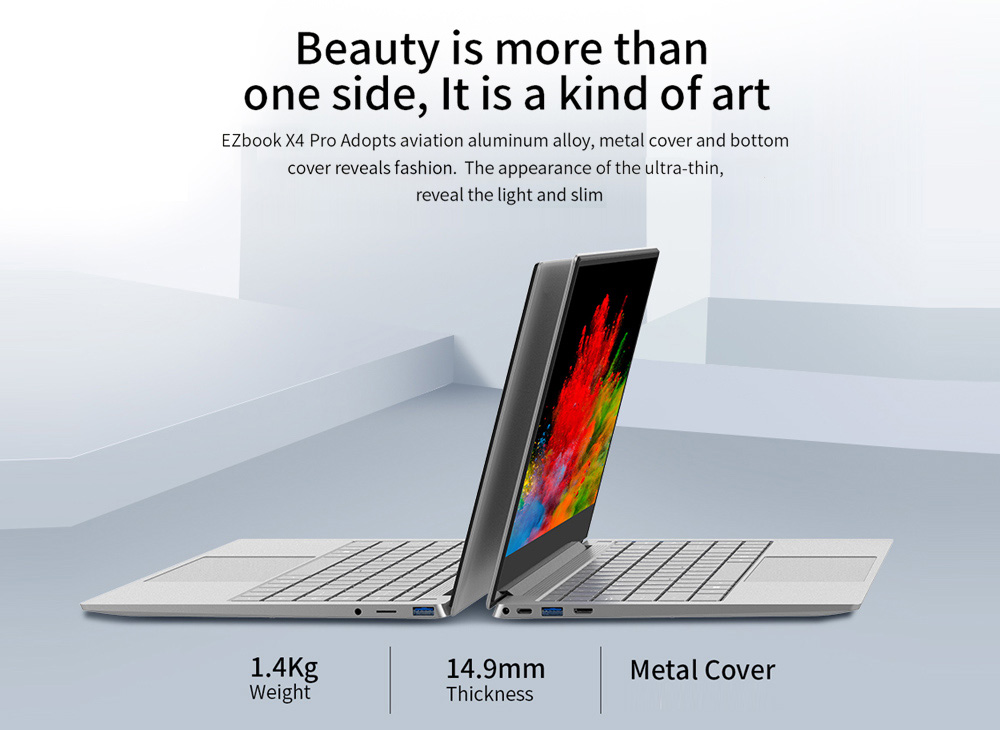 Beauty is more than
one side, It is a kind of art
EZbook X4 Pro Adopts aviation aluminum alloy, metal cover and bottom
cover reveals fashion. The appearance of the ultra-thin,
reveal the light and slim
1.4Kg
Weight
14.9mm
Thickness
Metal Cover